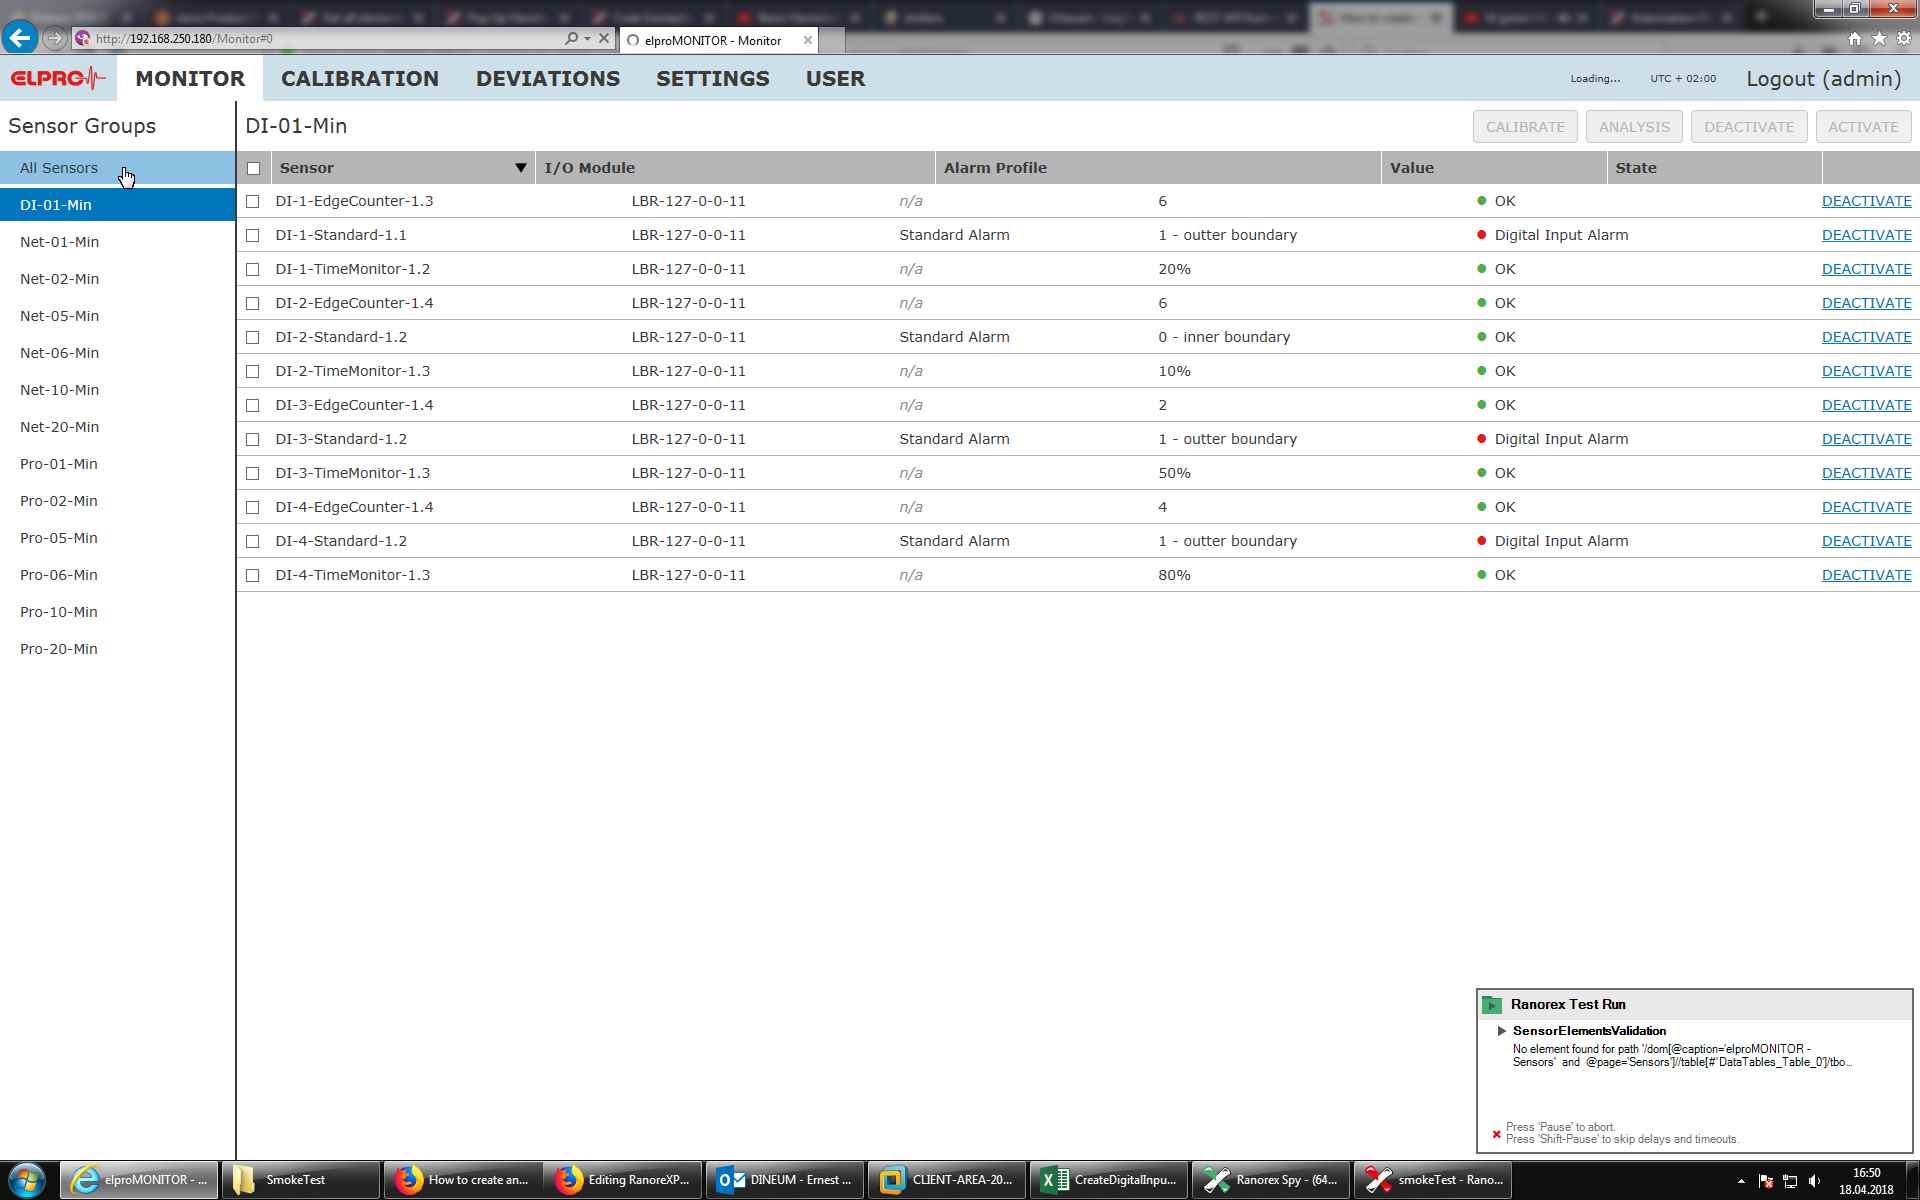 http://192.168.250.180/Monitor#0
elproMONITOR - Monitor
ELPRO
MONITOR
CALIBRATION
DEVIATIONS
SETTINGS
USER
Loading...
UTC + 02:00
Logout (admin)
Sensor Groups
All Sensors
DI-01-Min
Net-01-Min
Net-02-Min
Net-05-Min
Net-06-Min
Net-10-Min
Net-20-Min
Pro-01-Min
Pro-02-Min
Pro-05-Min
Pro-06-Min
Pro-10-Min
Pro-20-Min
DI-01-Min
CALIBRATE
ANALYSIS
DEACTIVATE
ACTIVATE
Sensor I/O Module Alarm Profile Value State
DI-1-EdgeCounter-1.3 LBR-127-0-0-11 n/a 6 OK DEACTIVATE
DI-1-Standard-1.1 LBR-127-0-0-11 Standard Alarm 1 - outter boundary Digital Input Alarm DEACTIVATE
DI-1-TimeMonitor-1.2 LBR-127-0-0-11 n/a 20% OK DEACTIVATE
DI-2-EdgeCounter-1.4 LBR-127-0-0-11 n/a 6 OK DEACTIVATE
DI-2-Standard-1.2 LBR-127-0-0-11 Standard Alarm 0 - inner boundary OK DEACTIVATE
DI-2-TimeMonitor-1.3 LBR-127-0-0-11 n/a 10% OK DEACTIVATE
DI-3-EdgeCounter-1.4 LBR-127-0-0-11 n/a 2 OK DEACTIVATE
DI-3-Standard-1.2 LBR-127-0-0-11 Standard Alarm 1 - outter boundary Digital Input Alarm DEACTIVATE
DI-3-TimeMonitor-1.3 LBR-127-0-0-11 n/a 50% OK DEACTIVATE
DI-4-EdgeCounter-1.4 LBR-127-0-0-11 n/a 4 OK DEACTIVATE
DI-4-Standard-1.2 LBR-127-0-0-11 Standard Alarm 1 - outter boundary Digital Input Alarm DEACTIVATE
DI-4-TimeMonitor-1.3 LBR-127-0-0-11 n/a 80% OK DEACTIVATE
Ranorex Test Run
SensorElementsValidation
No element found for path '/dom[@caption='elproMONITOR -
Sensors' and @page='Sensors']//table[#'DataTables_Table_0']/tbo...
Press 'Pause' to abort.
Press 'Shift-Pause' to skip delays and timeouts.
elproMONITOR - ...
SmokeTest
How to create an...
Editing RanoreXP...
DINEUM - Ernest ...
CLIENT-AREA-20...
CreateDigitalInpu...
Ranorex Spy - (64...
smokeTest - Rano...
16:50
18.04.2018